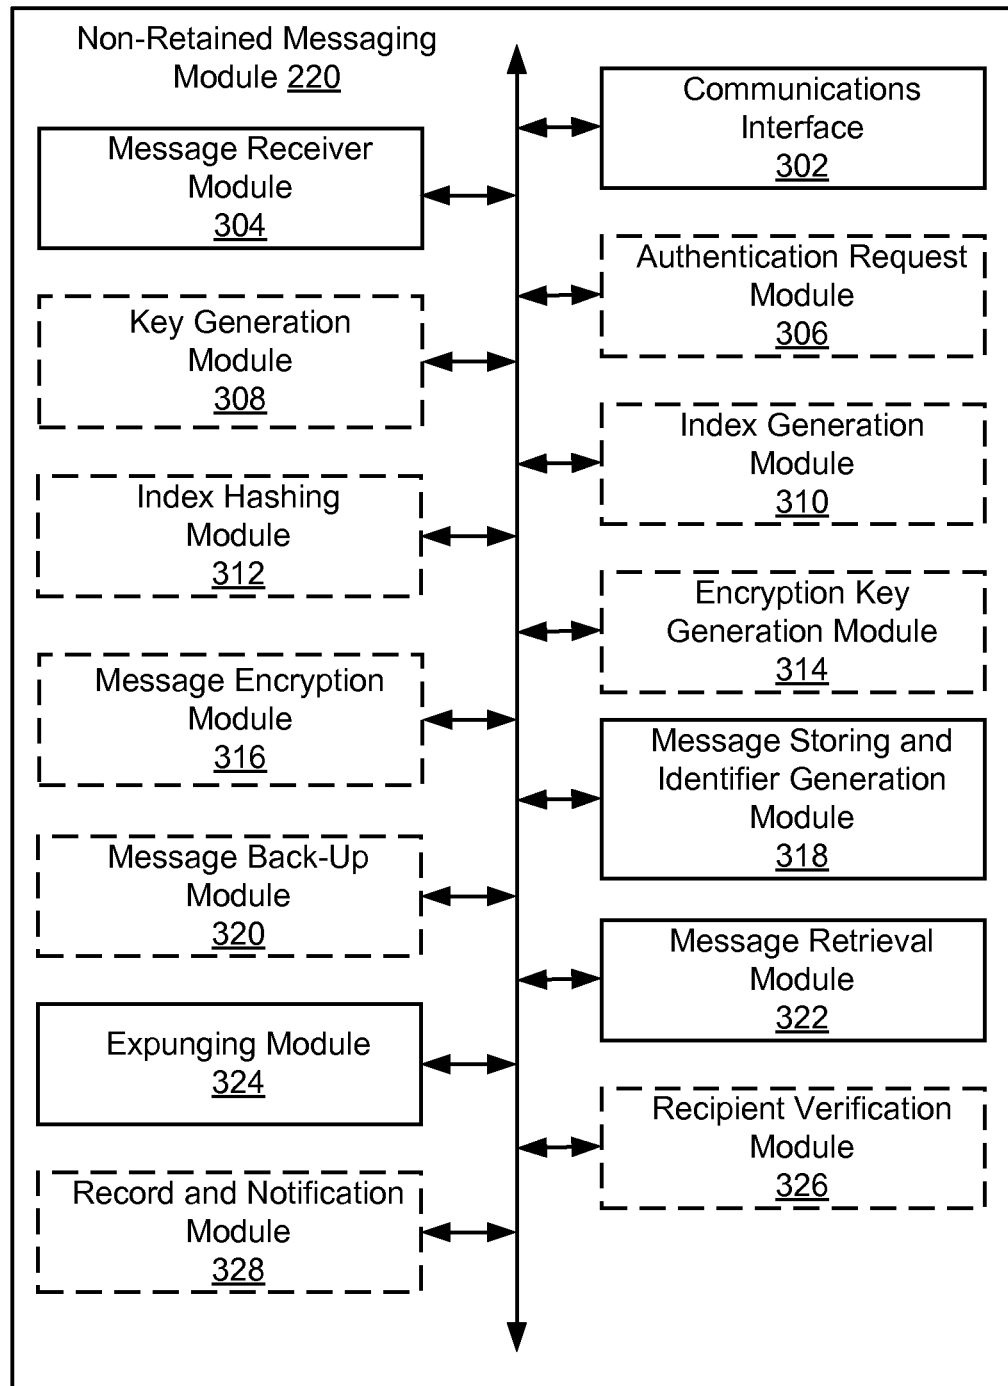 Non-Retained Messaging
Module 220
Communications
Interface
302
Message Receiver
Module
304
Authentication Request
Module
306
Key Generation
Module
308
Index Generation
Module
310
Index Hashing
Module
312
Encryption Key
Generation Module
314
Message Encryption
Module
316
Message Storing and
Identifier Generation
Module
318
Message Back-Up
Module
320
Message Retrieval
Module
322
Expunging Module
324
Recipient Verification
Module
326
Record and Notification
Module
328